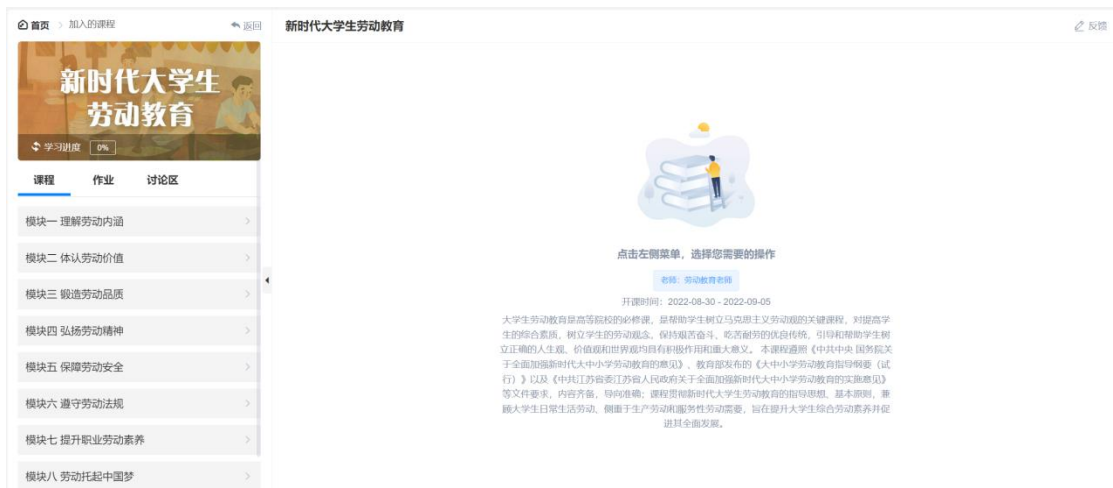 首页 > 加入的课程
返回
新时代大学生
劳动教育
学习进度 0%
课程 作业 讨论区
模块一 理解劳动内涵
模块二 体认劳动价值
模块三 锻造劳动品质
模块四 弘扬劳动精神
模块五 保障劳动安全
模块六 遵守劳动法规
模块七 提升职业劳动素养
模块八 劳动托起中国梦
新时代大学生劳动教育
反馈
点击左侧菜单，选择您需要的操作
老师：劳动教育老师
开课时间：2022-08-30 - 2022-09-05
大学生劳动教育是高等院校的必修课，是帮助学生树立马克思主义劳动观的关键课程，对提高学
生的综合素质，树立学生的劳动观念，保持艰苦奋斗、吃苦耐劳的优良传统，引导和帮助学生树
立正确的人生观、价值观和世界观均具有积极作用和重大意义。 本课程遵照《中共中央 国务院关
于全面加强新时代大中小学劳动教育的意见》、教育部发布的《大中小学劳动教育指导纲要（试
行）》以及《中共江苏省委江苏省人民政府关于全面加强新时代大中小学劳动教育的实施意见》
等文件要求，内容齐备，导向准确；课程贯彻新时代大学生劳动教育的指导思想、基本原则，兼
顾大学生日常生活劳动、侧重于生产劳动和服务性劳动需要，旨在提升大学生综合劳动素养并促
进其全面发展。